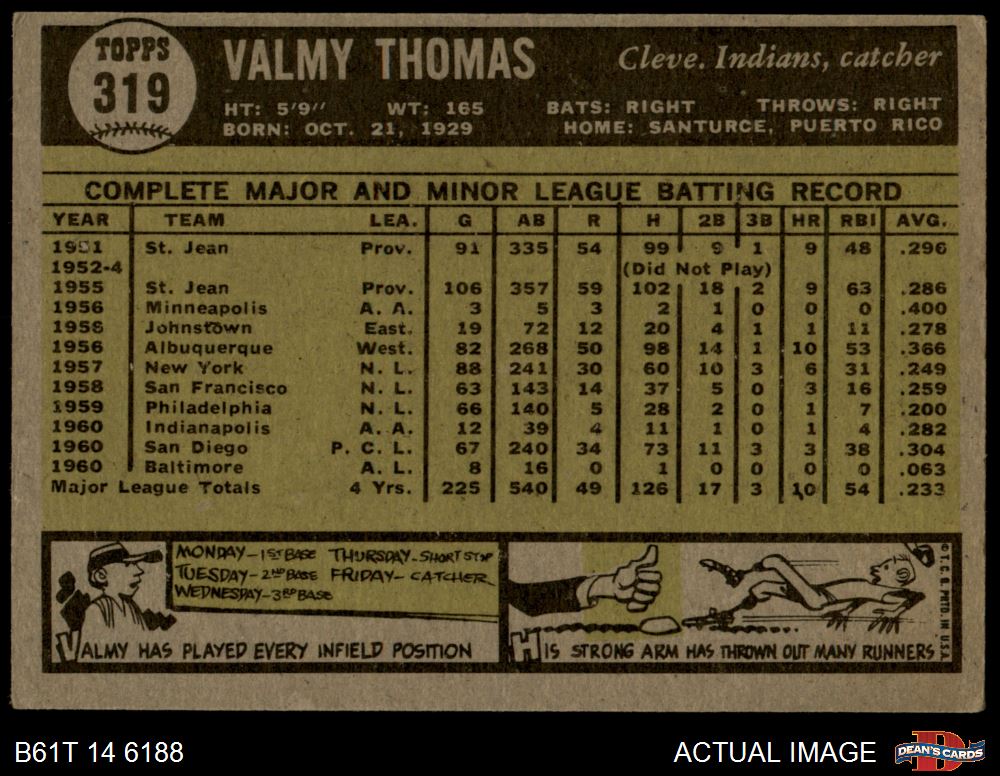 TOPPS
319
VALMY THOMAS
Cleve. Indians, catcher
HT: 5'9" WT: 165 BATS: RIGHT THROWS: RIGHT
BORN: OCT. 21, 1929 HOME: SANTURCE, PUERTO RICO
COMPLETE MAJOR AND MINOR LEAGUE BATTING RECORD
YEAR TEAM LEA. G AB R H 2B 3B HR RBI AVG.
1951 St. Jean Prov. 91 335 54 99 9 1 9 48 .296
1952-4 (Did Not Play)
1955 St. Jean Prov. 106 357 59 102 18 2 9 63 .286
1956 Minneapolis A. A. 3 5 3 2 1 0 0 0 .400
1956 Johnstown East. 19 72 12 20 4 1 1 11 .278
1956 Albuquerque West. 82 268 50 98 14 1 10 53 .366
1957 New York N. L. 88 241 30 60 10 3 6 31 .249
1958 San Francisco N. L. 63 143 14 37 5 0 3 16 .259
1959 Philadelphia N. L. 66 140 5 28 2 0 1 7 .200
1960 Indianapolis A. A. 12 39 4 11 1 0 1 4 .282
1960 San Diego P. C. L. 67 240 34 73 11 3 3 38 .304
1960 Baltimore A. L. 8 16 0 1 0 0 0 0 .063
Major League Totals 4 Yrs. 225 540 49 126 17 3 10 54 .233
MONDAY-1ST BASE THURSDAY-SHORT STOP
TUESDAY-2ND BASE FRIDAY-CATCHER
WEDNESDAY-3RD BASE
VALMY HAS PLAYED EVERY INFIELD POSITION
HIS STRONG ARM HAS THROWN OUT MANY RUNNERS
© T.C.G. PRTD. IN U.S.A.
B61T 14 6188
ACTUAL IMAGE
DEAN'S CARDS